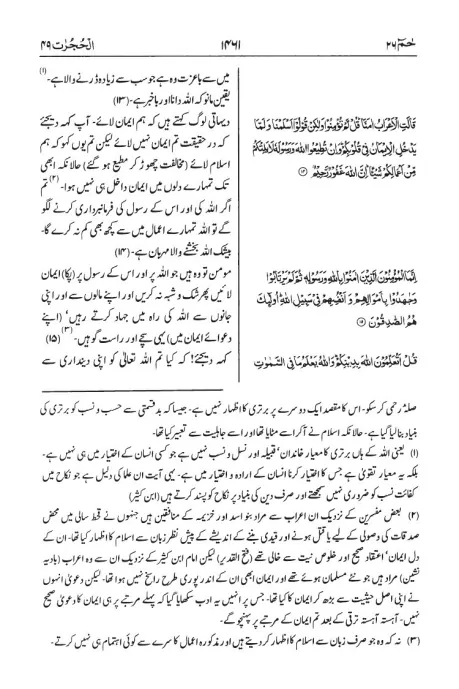 حٰمٓ ۲۶
۱۴۶۱
الحُجُرٰت ۴۹
میں سے باعزت وہ ہے جو سب سے زیادہ ڈرنے والا ہے۔ (۱)
یقین مانو کہ اللہ دانا اور باخبر ہے۔ (۱۳)
قَالَتِ الْاَعْرَابُ اٰمَنَّا قُلْ لَّمْ تُؤْمِنُوْا وَلٰكِنْ قُوْلُوْٓا اَسْلَمْنَا وَلَمَّا
يَدْخُلِ الْاِيْمَانُ فِيْ قُلُوْبِكُمْ وَاِنْ تُطِيْعُوا اللّٰهَ وَرَسُوْلَهٗ لَا يَلِتْكُمْ
مِّنْ اَعْمَالِكُمْ شَيْـًٔا اِنَّ اللّٰهَ غَفُوْرٌ رَّحِيْمٌ ۝۱۴
دیہاتی لوگ کہتے ہیں کہ ہم ایمان لائے۔ آپ کہہ دیجئے
کہ درحقیقت تم ایمان نہیں لائے لیکن تم یوں کہو کہ ہم
اسلام لائے (مخالفت چھوڑ کر مطیع ہو گئے) حالانکہ ابھی
تک تمہارے دلوں میں ایمان داخل ہی نہیں ہوا۔ (۲) تم
اگر اللہ کی اور اس کے رسول کی فرمانبرداری کرنے لگو
گے تو اللہ تمہارے اعمال میں سے کچھ بھی کم نہ کرے گا۔
بیشک اللہ بخشنے والا مہربان ہے۔ (۱۴)
اِنَّمَا الْمُؤْمِنُوْنَ الَّذِيْنَ اٰمَنُوْا بِاللّٰهِ وَرَسُوْلِهٖ ثُمَّ لَمْ يَرْتَابُوْا
وَجٰهَدُوْا بِاَمْوَالِهِمْ وَاَنْفُسِهِمْ فِيْ سَبِيْلِ اللّٰهِ اُولٰٓئِكَ
هُمُ الصّٰدِقُوْنَ ۝۱۵
مومن تو وہ ہیں جو اللہ پر اور اس کے رسول پر (پکا) ایمان
لائیں پھر شک و شبہ نہ کریں اور اپنے مالوں سے اور اپنی
جانوں سے اللہ کی راہ میں جہاد کرتے رہیں، (اپنے
دعوائے ایمان میں) یہی سچے اور راست گو ہیں۔ (۳) (۱۵)
قُلْ اَتُعَلِّمُوْنَ اللّٰهَ بِدِيْنِكُمْ وَاللّٰهُ يَعْلَمُ مَا فِي السَّمٰوٰتِ
کہہ دیجئے! کہ کیا تم اللہ تعالیٰ کو اپنی دینداری سے
صلہ رحمی کر سکو۔ اس کا مقصد ایک دوسرے پر برتری کا اظہار نہیں ہے۔ جیسا کہ بدقسمتی سے حسب و نسب کو برتری کی
بنیاد بنا لیا گیا ہے۔ حالانکہ اسلام نے آکر اسے مٹایا تھا اور اسے جاہلیت سے تعبیر کیا تھا۔
(۱) یعنی اللہ کے ہاں برتری کا معیار خاندان، قبیلہ اور نسل و نسب نہیں ہے جو کسی انسان کے اختیار میں ہی نہیں ہے۔
بلکہ یہ معیار تقویٰ ہے جس کا اختیار کرنا انسان کے ارادہ و اختیار میں ہے۔ یہی آیت ان علما کی دلیل ہے جو نکاح میں
کفائت نسب کو ضروری نہیں سمجھتے اور صرف دین کی بنیاد پر نکاح کو پسند کرتے ہیں (ابن کثیر)
(۲) بعض مفسرین کے نزدیک ان اعراب سے مراد بنو اسد اور خزیمہ کے منافقین ہیں جنہوں نے قحط سالی میں محض
صدقات کی وصولی کے لیے یا قتل ہونے اور قیدی بننے کے اندیشے کے پیش نظر زبان سے اسلام کا اظہار کیا تھا۔ ان کے
دل ایمان، اعتقاد صحیح اور خلوص نیت سے خالی تھے (فتح القدیر) لیکن امام ابن کثیر کے نزدیک ان سے وہ اعراب (بادیہ
نشین) مراد ہیں جو نئے مسلمان ہوئے تھے اور ایمان ابھی ان کے اندر پوری طرح راسخ نہیں ہوا تھا۔ لیکن دعویٰ انہوں
نے اپنی اصل حیثیت سے بڑھ کر ایمان کا کیا تھا۔ جس پر انہیں یہ ادب سکھایا گیا کہ پہلے مرتبے پر ہی ایمان کا دعویٰ صحیح
نہیں۔ آہستہ آہستہ ترقی کے بعد تم ایمان کے مرتبے پر پہنچو گے۔
(۳) نہ کہ وہ جو صرف زبان سے اسلام کا اظہار کر دیتے ہیں اور مذکورہ اعمال کا سرے سے کوئی اہتمام ہی نہیں کرتے۔